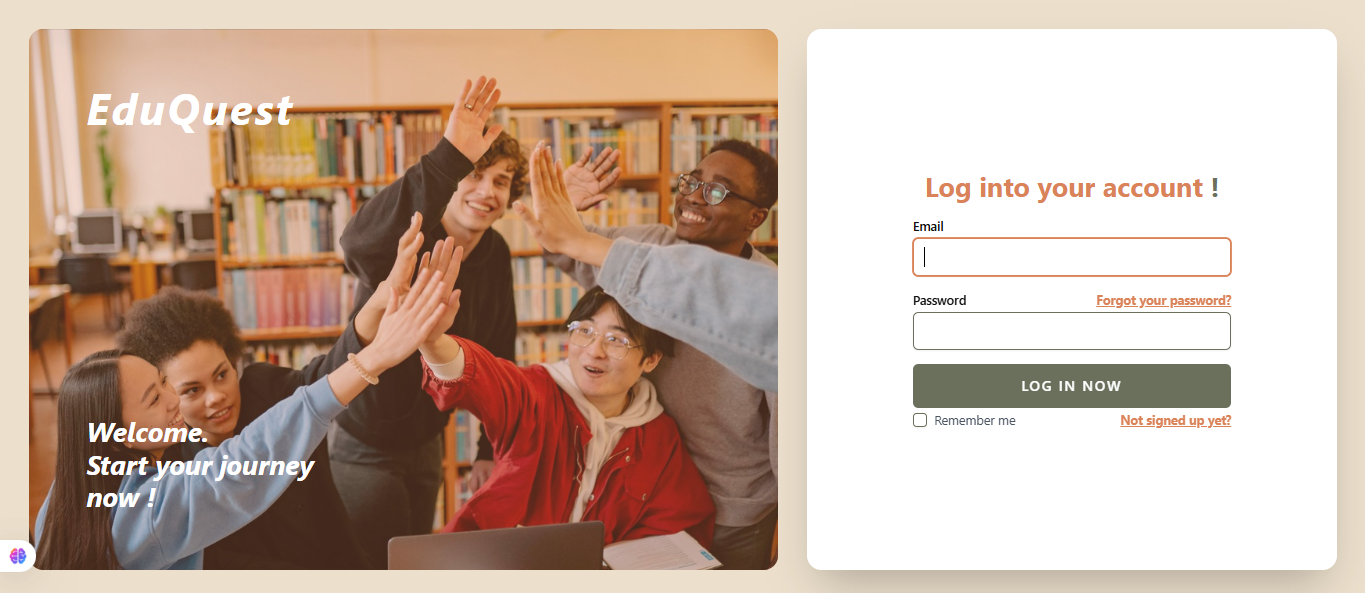 EduQuest
Welcome.
Start your journey
now !
Log into your account !
Email
Password
Forgot your password?
LOG IN NOW
Remember me
Not signed up yet?